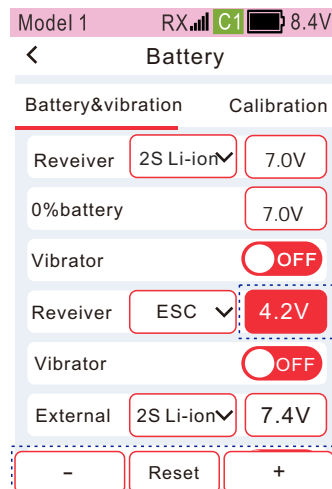 Model 1 RX C1 8.4V
< Battery
Battery&vibration Calibration
Reveiver 2S Li-ion 7.0V
0%battery 7.0V
Vibrator OFF
Reveiver ESC 4.2V
Vibrator OFF
External 2S Li-ion 7.4V
- Reset +